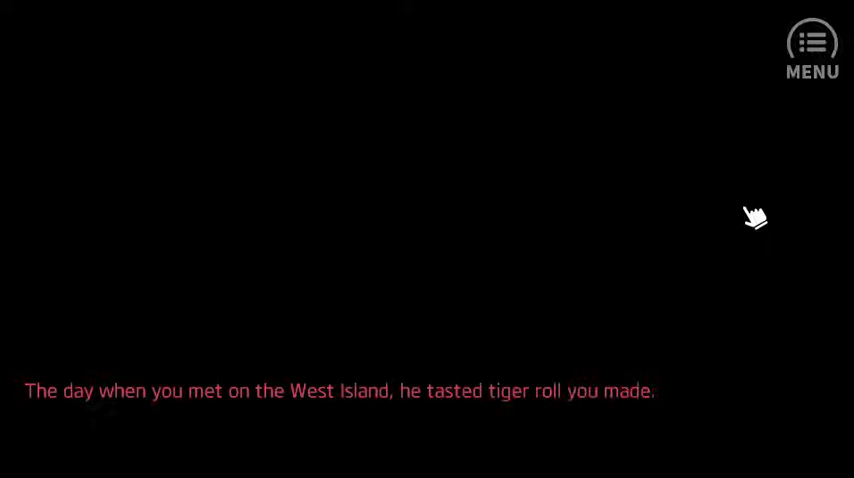 MENU
The day when you met on the West Island, he tasted tiger roll you made.